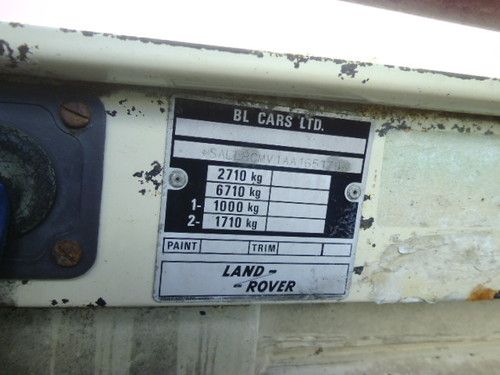 BL CARS LTD.
2710 kg
6710 kg
1- 1000 kg
2- 1710 kg
PAINT TRIM
LAND-
-ROVER